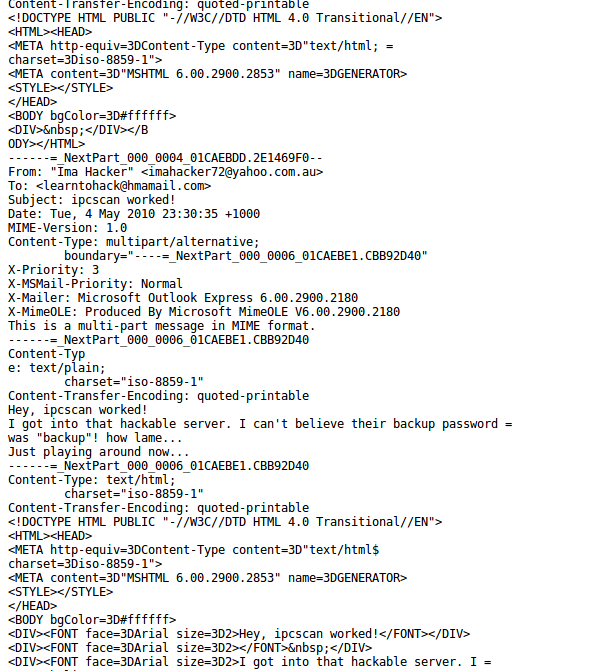 Content-Transfer-Encoding: quoted-printable
<!DOCTYPE HTML PUBLIC "-//W3C//DTD HTML 4.0 Transitional//EN">
<HTML><HEAD>
<META http-equiv=3DContent-Type content=3D"text/html; =
charset=3Diso-8859-1">
<META content=3D"MSHTML 6.00.2900.2853" name=3DGENERATOR>
<STYLE></STYLE>
</HEAD>
<BODY bgColor=3D#ffffff>
<DIV>&nbsp;</DIV></B
ODY></HTML>
------=_NextPart_000_0004_01CAEBDD.2E1469F0--
From: "Ima Hacker" <imahacker72@yahoo.com.au>
To: <learntohack@hmamail.com>
Subject: ipcscan worked!
Date: Tue, 4 May 2010 23:30:35 +1000
MIME-Version: 1.0
Content-Type: multipart/alternative;
        boundary="----=_NextPart_000_0006_01CAEBE1.CBB92D40"
X-Priority: 3
X-MSMail-Priority: Normal
X-Mailer: Microsoft Outlook Express 6.00.2900.2180
X-MimeOLE: Produced By Microsoft MimeOLE V6.00.2900.2180
This is a multi-part message in MIME format.
------=_NextPart_000_0006_01CAEBE1.CBB92D40
Content-Typ
e: text/plain;
        charset="iso-8859-1"
Content-Transfer-Encoding: quoted-printable
Hey, ipcscan worked!
I got into that hackable server. I can't believe their backup password =
was "backup"! how lame...
Just playing around now...
------=_NextPart_000_0006_01CAEBE1.CBB92D40
Content-Type: text/html;
        charset="iso-8859-1"
Content-Transfer-Encoding: quoted-printable
<!DOCTYPE HTML PUBLIC "-//W3C//DTD HTML 4.0 Transitional//EN">
<HTML><HEAD>
<META http-equiv=3DContent-Type content=3D"text/html$
charset=3Diso-8859-1">
<META content=3D"MSHTML 6.00.2900.2853" name=3DGENERATOR>
<STYLE></STYLE>
</HEAD>
<BODY bgColor=3D#ffffff>
<DIV><FONT face=3DArial size=3D2>Hey, ipcscan worked!</FONT></DIV>
<DIV><FONT face=3DArial size=3D2></FONT>&nbsp;</DIV>
<DIV><FONT face=3DArial size=3D2>I got into that hackable server. I =